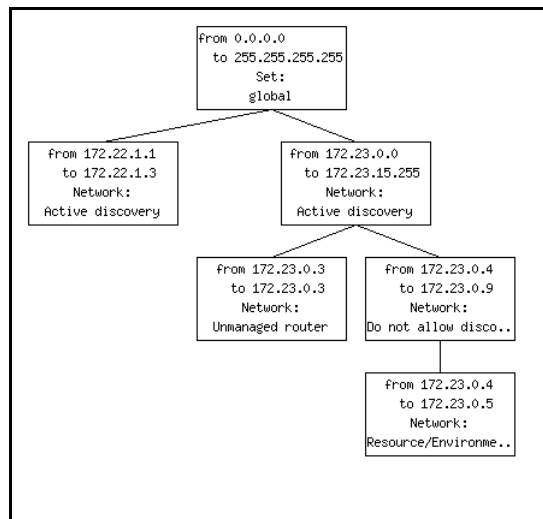 from 0.0.0.0
to 255.255.255.255
Set:
global
from 172.22.1.1
to 172.22.1.3
Network:
Active discovery
from 172.23.0.0
to 172.23.15.255
Network:
Active discovery
from 172.23.0.3
to 172.23.0.3
Network:
Unmanaged router
from 172.23.0.4
to 172.23.0.9
Network:
Do not allow disco..
from 172.23.0.4
to 172.23.0.5
Network:
Resource/Environme..